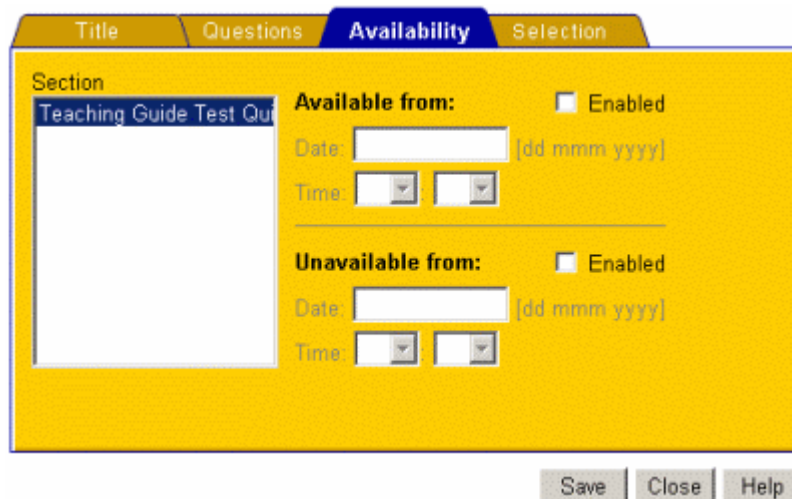 Title Questions Availability Selection
Section
Teaching Guide Test Qui
Available from: Enabled
Date: [dd mmm yyyy]
Time: :
Unavailable from: Enabled
Date: [dd mmm yyyy]
Time: :
Save Close Help